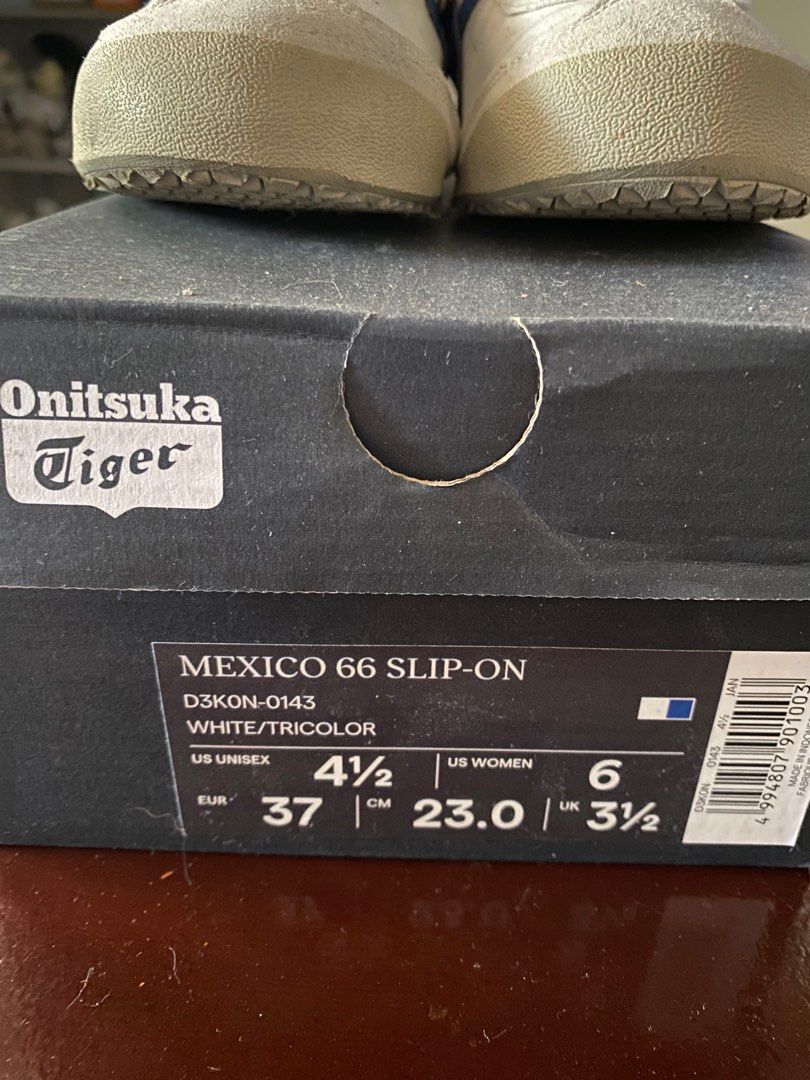 Onitsuka
Tiger
MEXICO 66 SLIP-ON
D3K0N-0143
WHITE/TRICOLOR
US UNISEX 4½ US WOMEN 6
EUR 37 CM 23.0 UK 3½
D3K0N 0143 4½ JAN
4 994807 901003
MADE IN